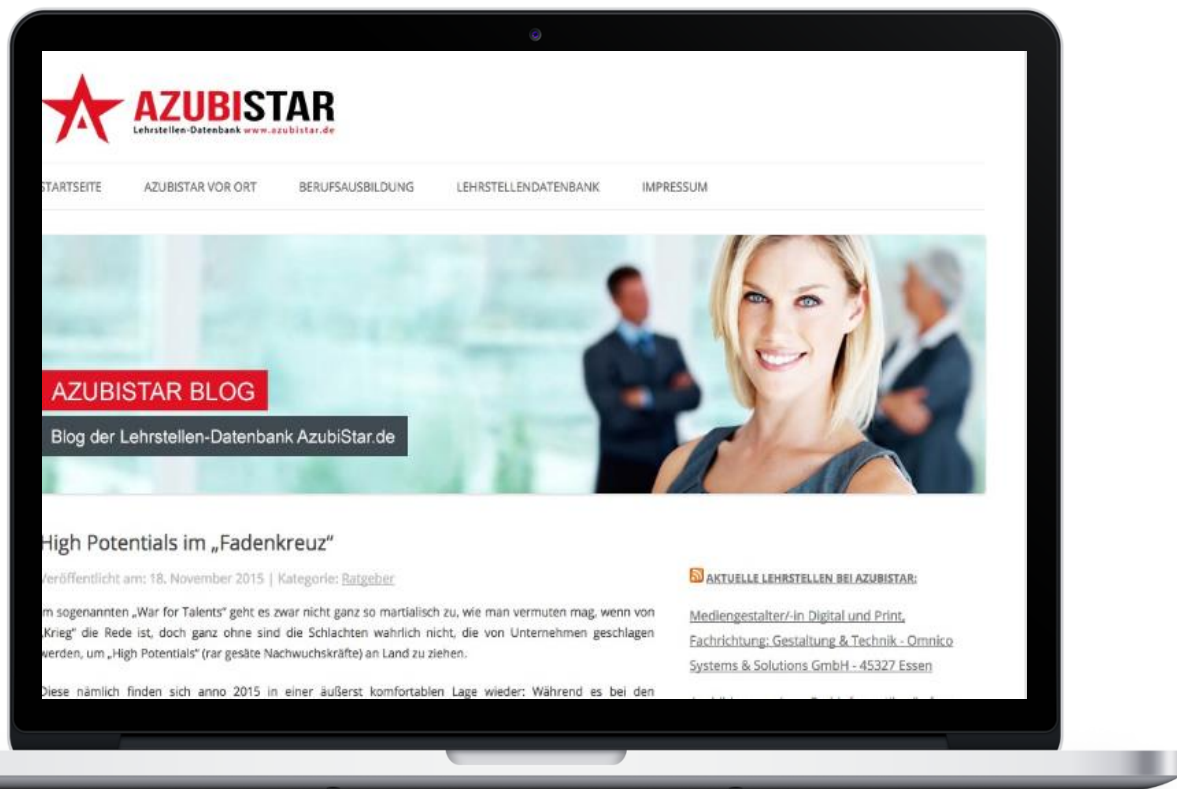 AZUBISTAR
Lehrstellen-Datenbank www.azubistar.de
STARTSEITE AZUBISTAR VOR ORT BERUFSAUSBILDUNG LEHRSTELLENDATENBANK IMPRESSUM
AZUBISTAR BLOG
Blog der Lehrstellen-Datenbank AzubiStar.de
High Potentials im „Fadenkreuz“
Veröffentlicht am: 18. November 2015 | Kategorie: Ratgeber
Im sogenannten „War for Talents“ geht es zwar nicht ganz so martialisch zu, wie man vermuten mag, wenn von
„Krieg“ die Rede ist, doch ganz ohne sind die Schlachten wahrlich nicht, die von Unternehmen geschlagen
werden, um „High Potentials“ (rar gesäte Nachwuchskräfte) an Land zu ziehen.
Diese nämlich finden sich anno 2015 in einer äußerst komfortablen Lage wieder: Während es bei den
AKTUELLE LEHRSTELLEN BEI AZUBISTAR:
Mediengestalter/-in Digital und Print,
Fachrichtung: Gestaltung & Technik - Omnico
Systems & Solutions GmbH - 45327 Essen